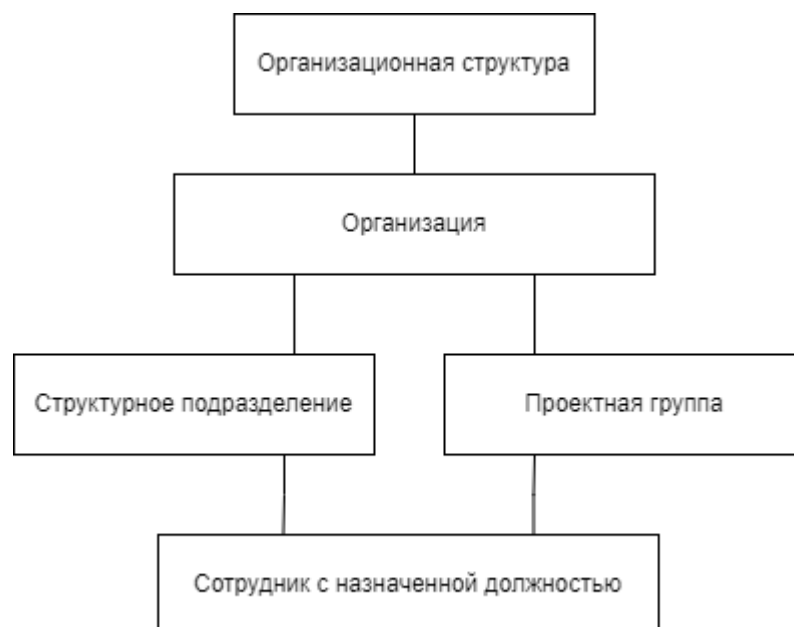 Организационная структура
Организация
Структурное подразделение
Проектная группа
Сотрудник с назначенной должностью